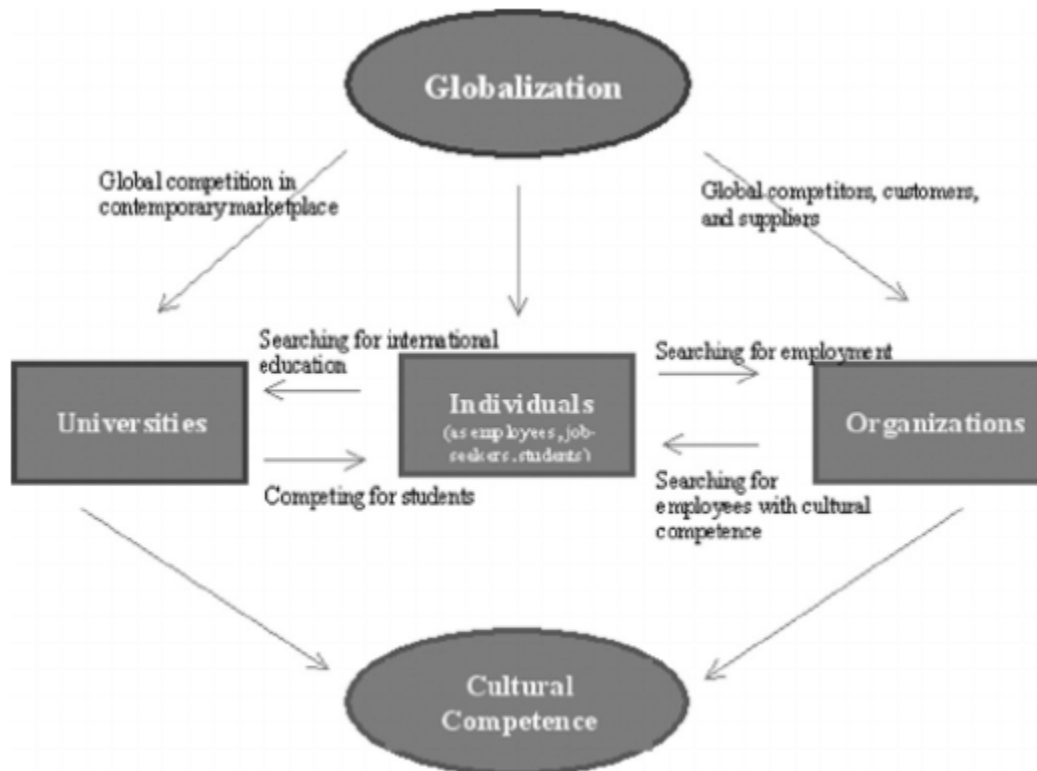 Globalization
Global competition in
contemporary marketplace
Global competitors, customers,
and suppliers
Searching for international
education
Searching for employment
Universities
Individuals
(as employees, job-
seekers, students)
Organizations
Competing for students
Searching for
employees with cultural
competence
Cultural
Competence